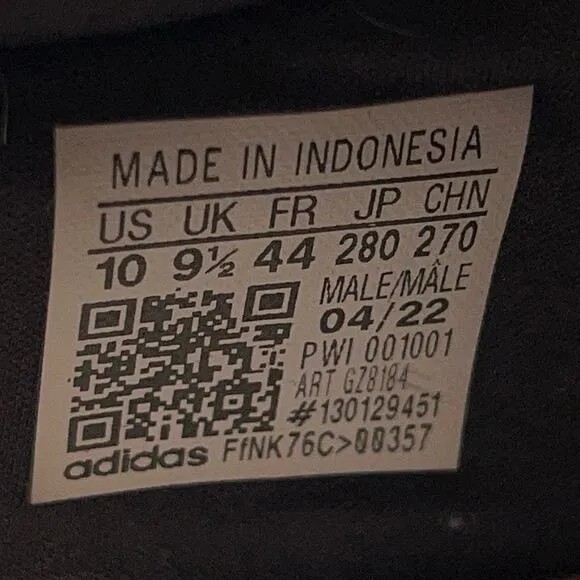 MADE IN INDONESIA
US UK FR JP CHN
10 9½ 44 280 270
MALE/MÂLE
04/22
PWI 001001
ART GZ8184
#130129451
adidas FfNK76C>00357